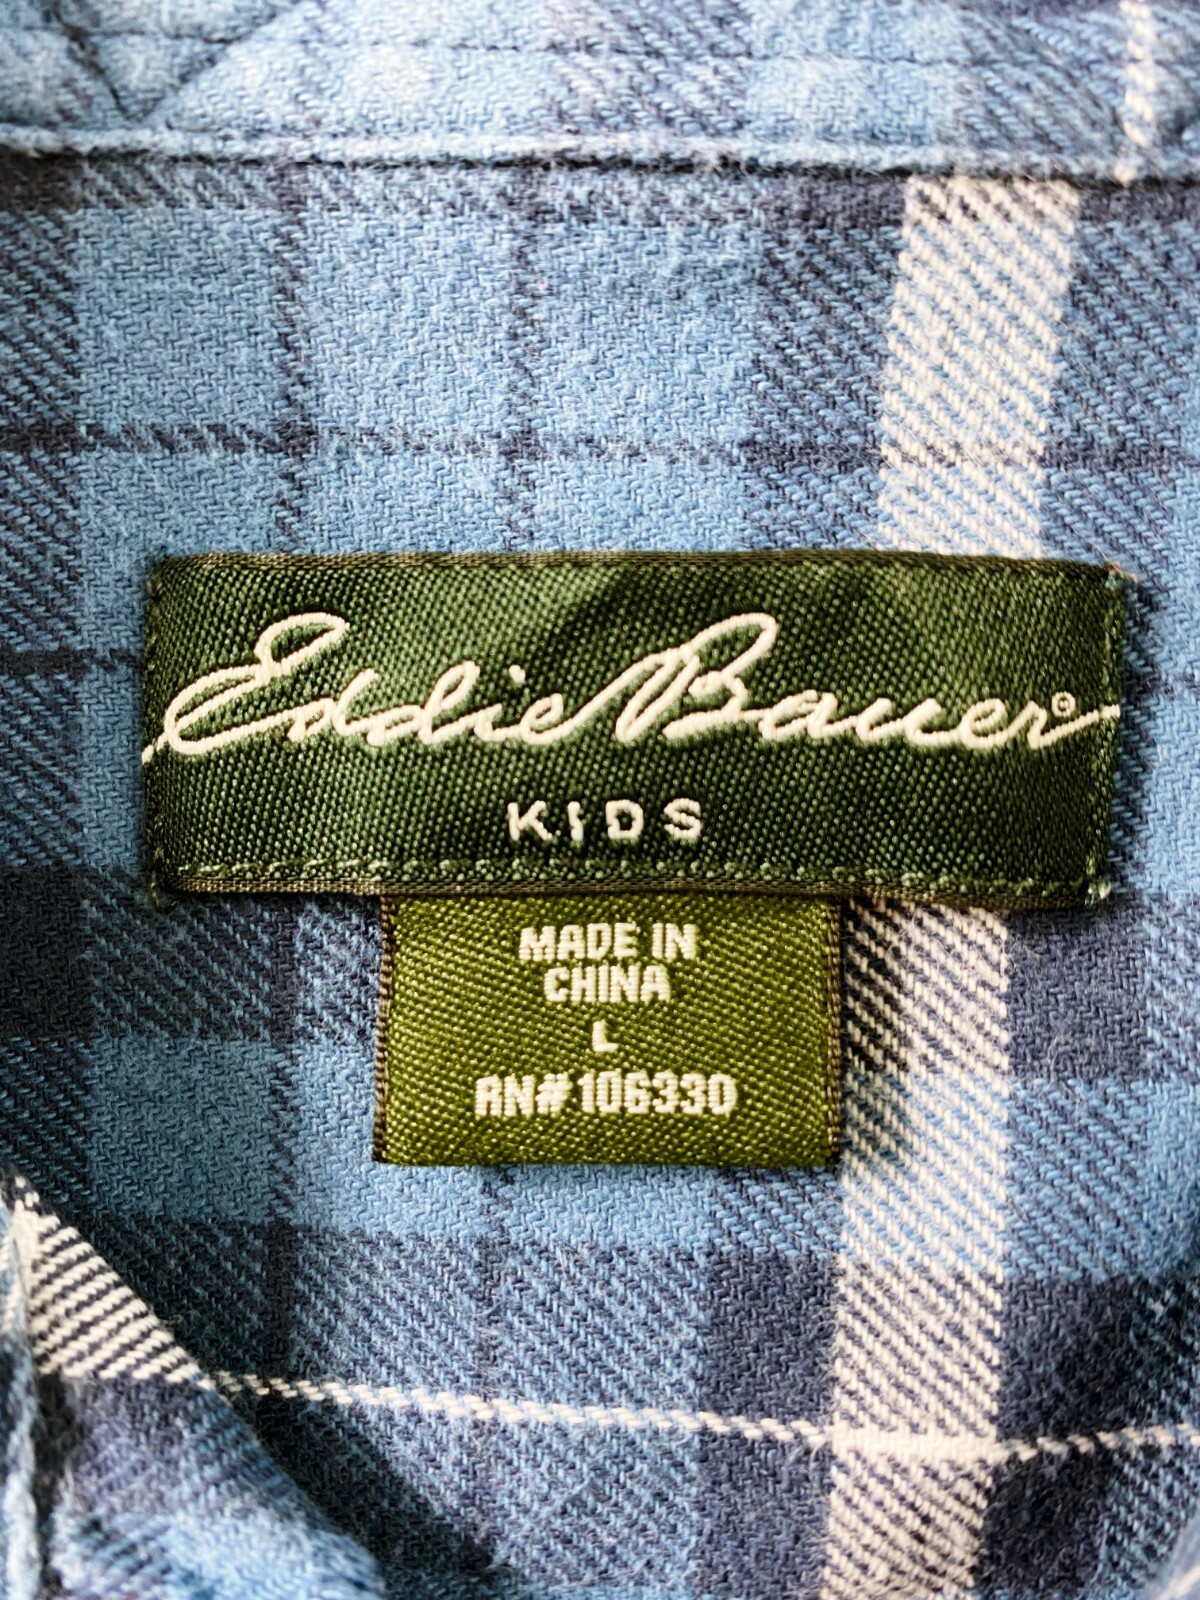 Eddie Bauer®
KIDS
MADE IN
CHINA
L
RN# 106330